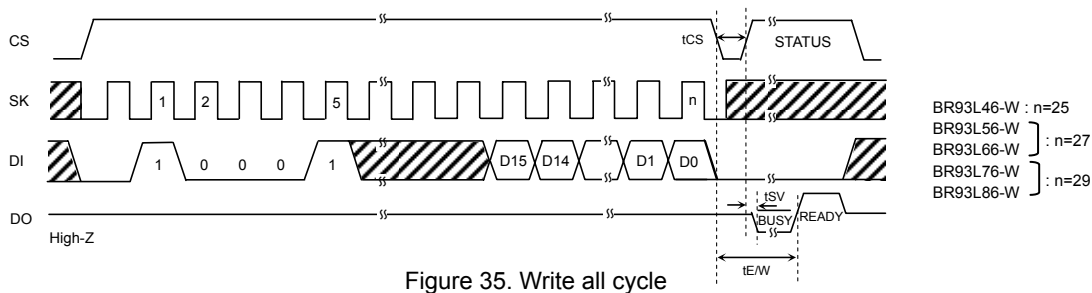 CS
tCS
STATUS
SK
1 2 5 n
DI
1 0 0 0 1 D15 D14 D1 D0
DO
High-Z
tSV
BUSY READY
tE/W
BR93L46-W : n=25
BR93L56-W
BR93L66-W : n=27
BR93L76-W
BR93L86-W : n=29
Figure 35. Write all cycle